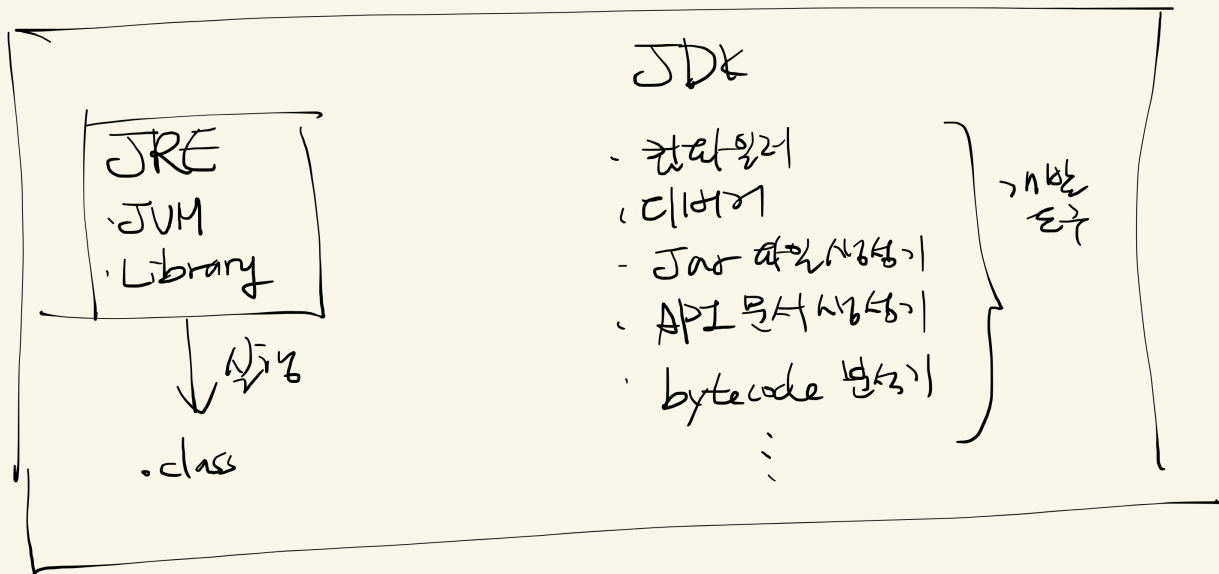 JDK
JRE
· JVM
· Library
실행
.class
· 컴파일러
· 디버거
- Jar 파일 생성기
· API 문서 생성기
· bytecode 분석기
⋮
개발
도구